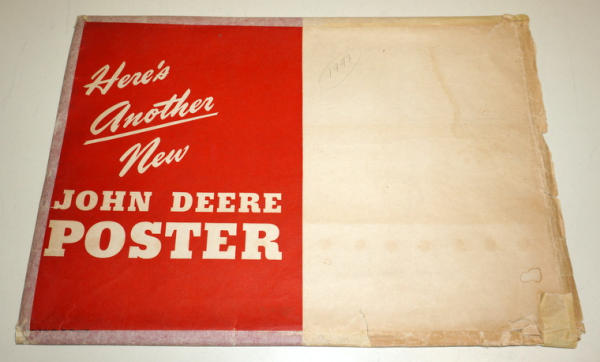 Here's
Another
New
JOHN DEERE
POSTER